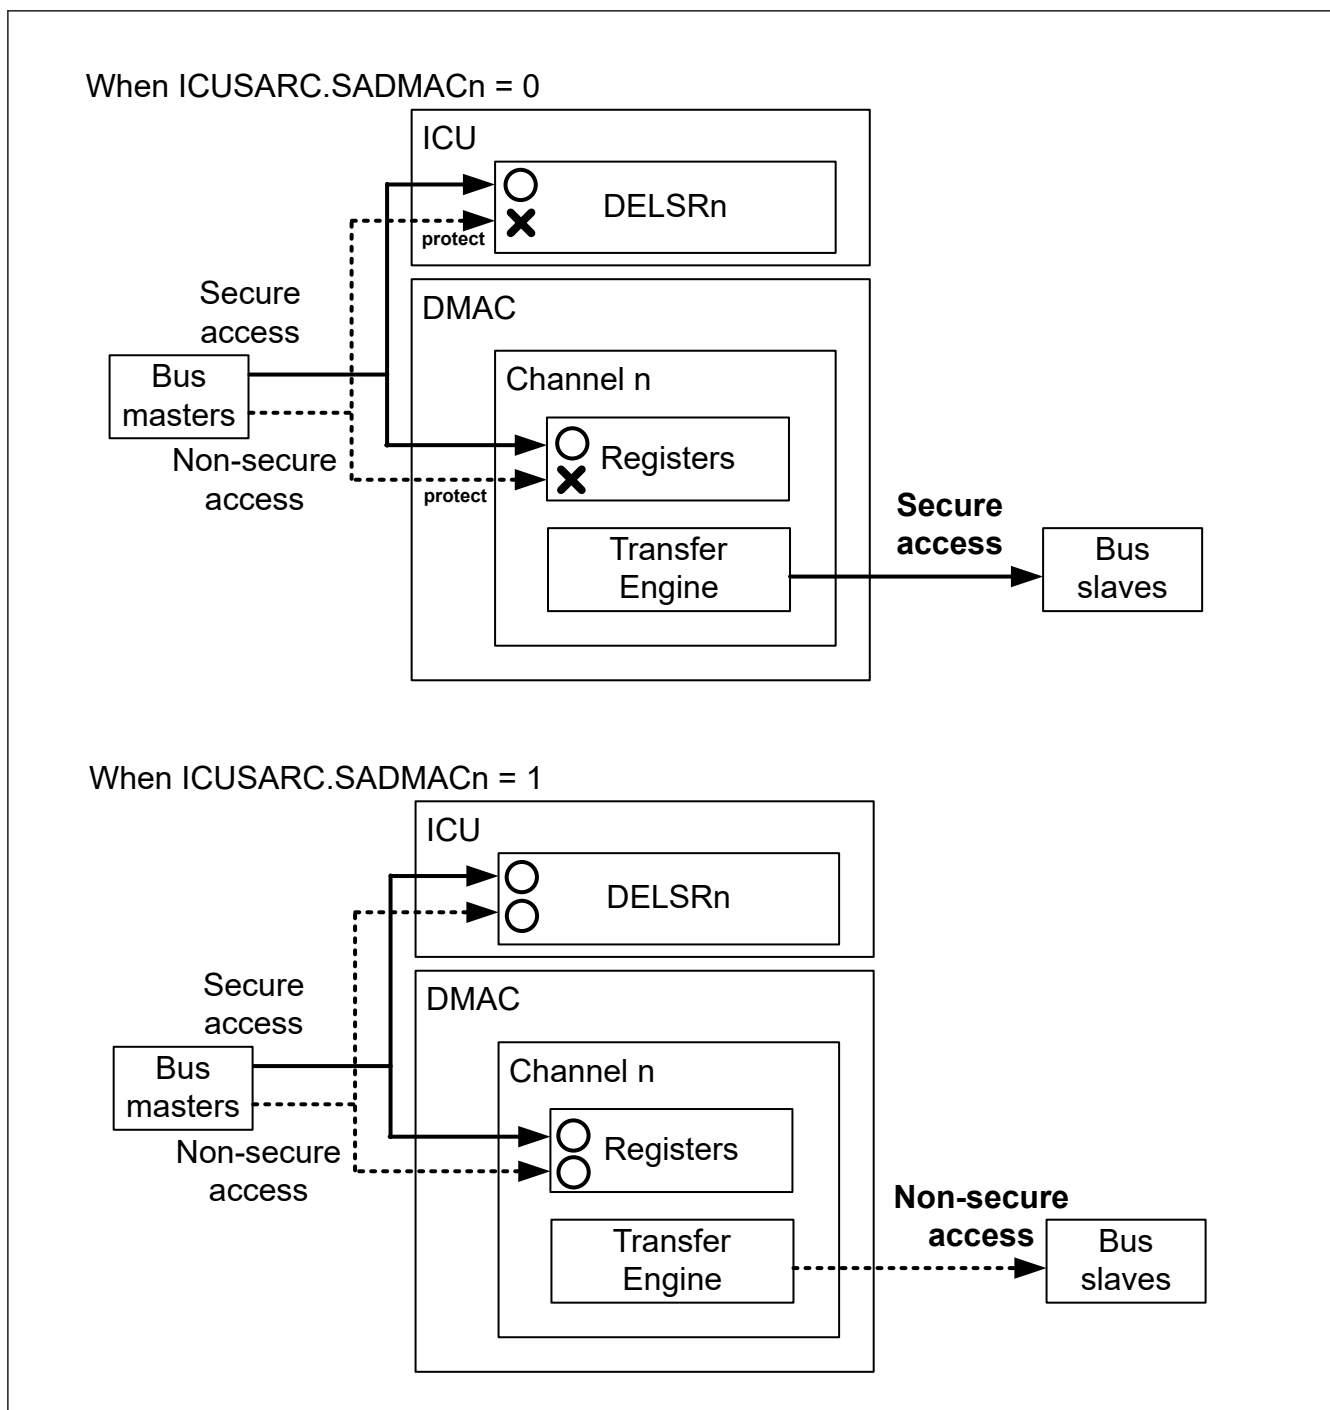 When ICUSARC.SADMACn = 0
ICU
DELSRn
protect
Secure
access
DMAC
Bus
masters
Channel n
Registers
Non-secure
access
protect
Secure
access
Transfer
Engine
Bus
slaves
When ICUSARC.SADMACn = 1
ICU
DELSRn
Secure
access
DMAC
Bus
masters
Channel n
Registers
Non-secure
access
Non-secure
access
Transfer
Engine
Bus
slaves